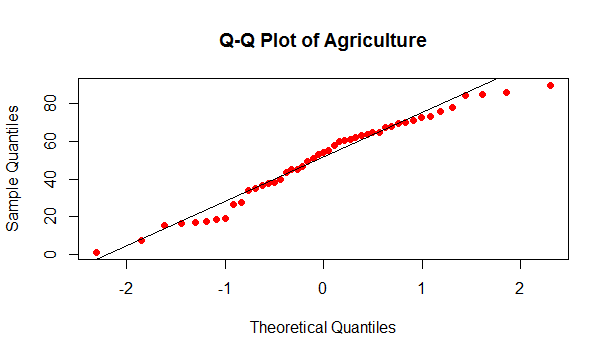 Q-Q Plot of Agriculture
Sample Quantiles
80
60
40
20
0
-2 -1 0 1 2
Theoretical Quantiles